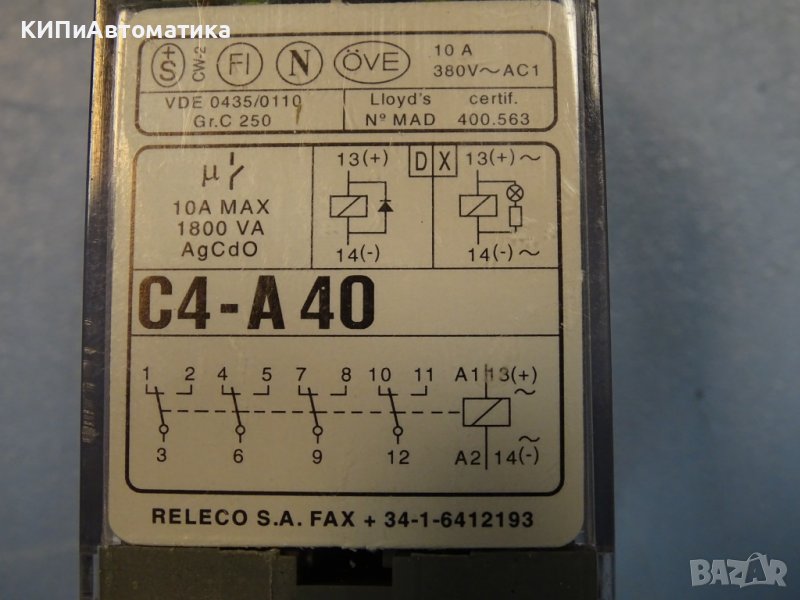 КИПиАвтоматика
+S CW-2 FI N ÖVE
10 A
380V~AC1
VDE 0435/0110
Gr.C 250
Lloyd's certif.
Nº MAD 400.563
μ
10A MAX
1800 VA
AgCdO
13(+) D X 13(+)~
14(-) 14(-)~
C4-A 40
1 2 4 5 7 8 10 11 A1 13(+)
~
~
3 6 9 12 A2 14(-)
RELECO S.A. FAX + 34-1-6412193
BAZAR